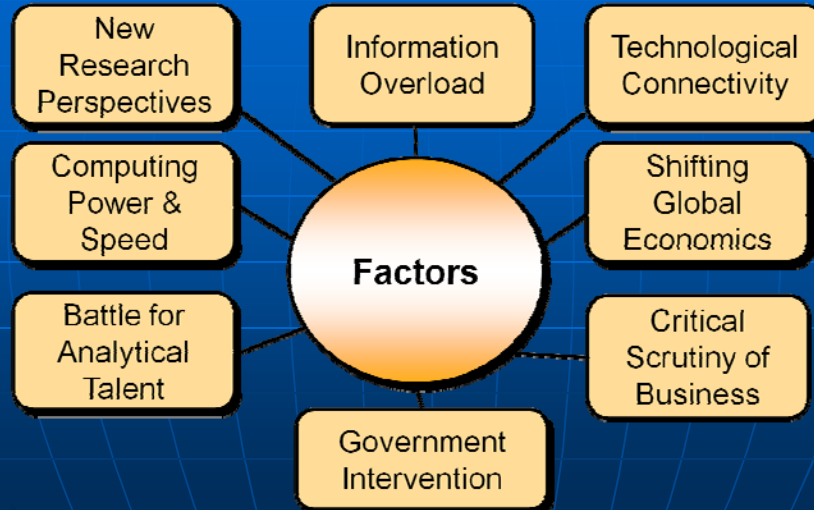 New
Research
Perspectives
Information
Overload
Technological
Connectivity
Computing
Power &
Speed
Shifting
Global
Economics
Factors
Battle for
Analytical
Talent
Critical
Scrutiny of
Business
Government
Intervention